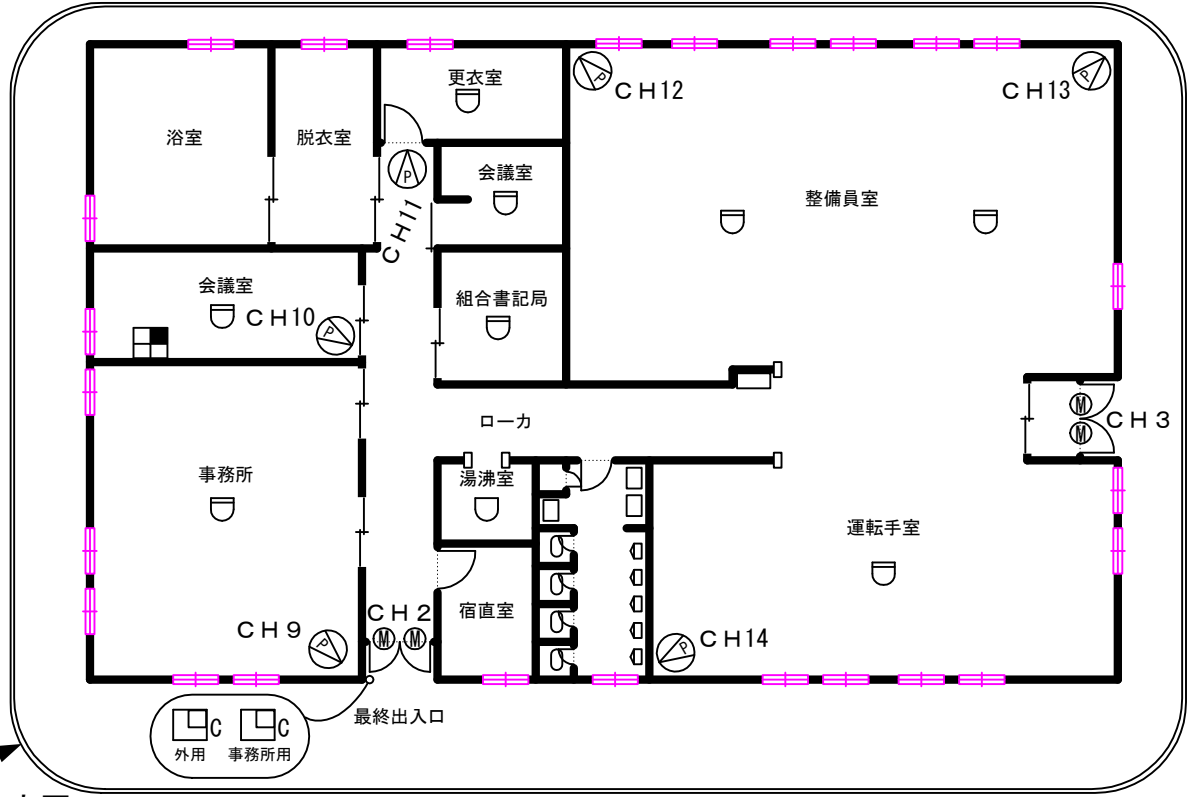 更衣室
CH12
CH13
浴室
脱衣室
P
P
P
会議室
CH11
整備員室
会議室
CH10
P
組合書記局
ローカ
M
M
CH3
事務所
湯沸室
運転手室
CH2
M M
宿直室
CH9
P
CH14
P
最終出入口
C C
外用 事務所用